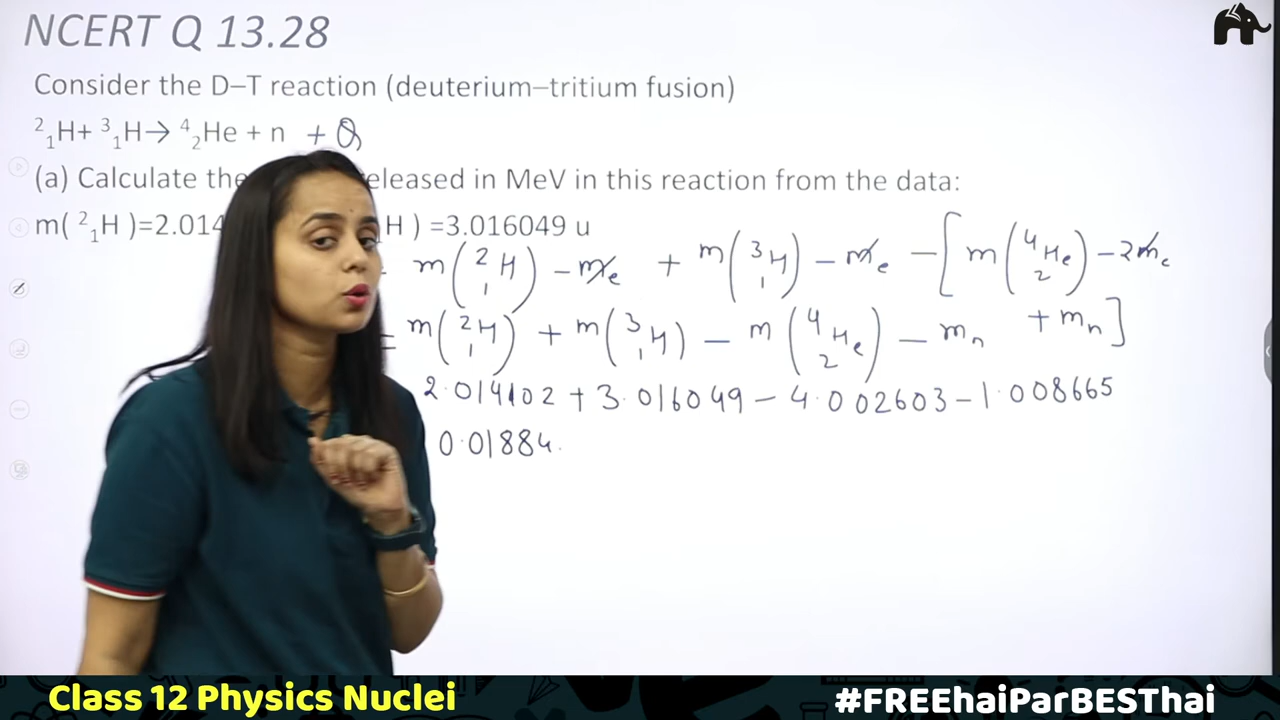 NCERT Q 13.28
Consider the D–T reaction (deuterium–tritium fusion)
²₁H+ ³₁H→ ⁴₂He + n + Q
(a) Calculate the eleased in MeV in this reaction from the data:
m( ²₁H )=2.014 H ) =3.016049 u
m(²₁H) - mₑ + m(³₁H) - mₑ - [m(⁴₂He) - 2mₑ
+ mₙ]
= m(²₁H) + m(³₁H) - m(⁴₂He) - mₙ
2.014102 + 3.016049 - 4.002603 - 1.008665
0.01884.
Class 12 Physics Nuclei
#FREEhaiParBESThai